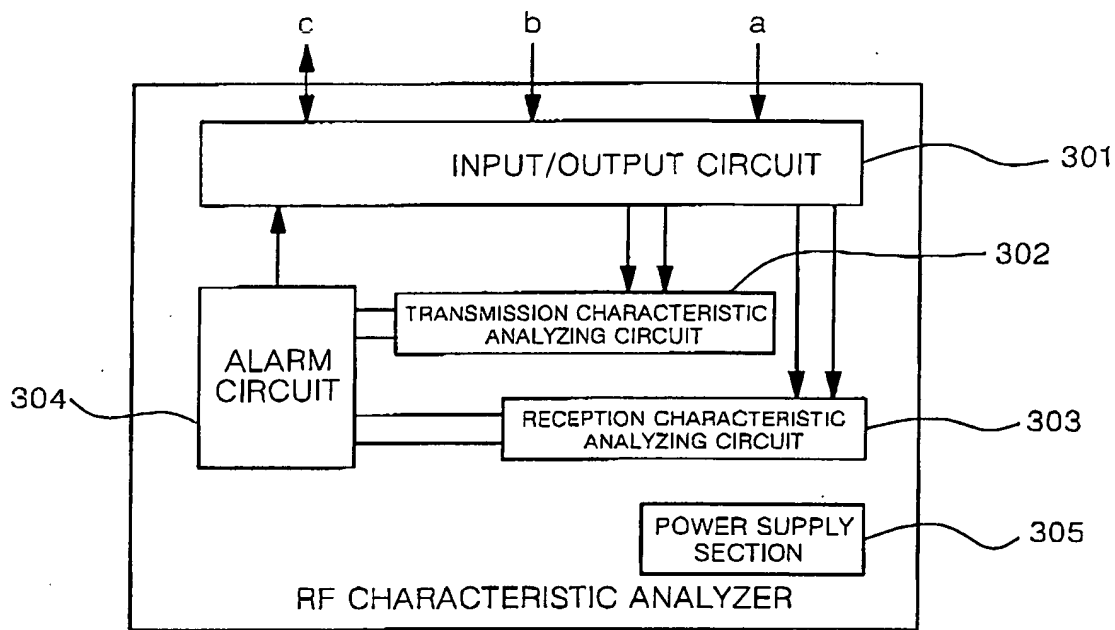 c b a
INPUT/OUTPUT CIRCUIT
301
302
TRANSMISSION CHARACTERISTIC
ANALYZING CIRCUIT
ALARM
CIRCUIT
304
RECEPTION CHARACTERISTIC
ANALYZING CIRCUIT
303
POWER SUPPLY
SECTION
305
RF CHARACTERISTIC ANALYZER